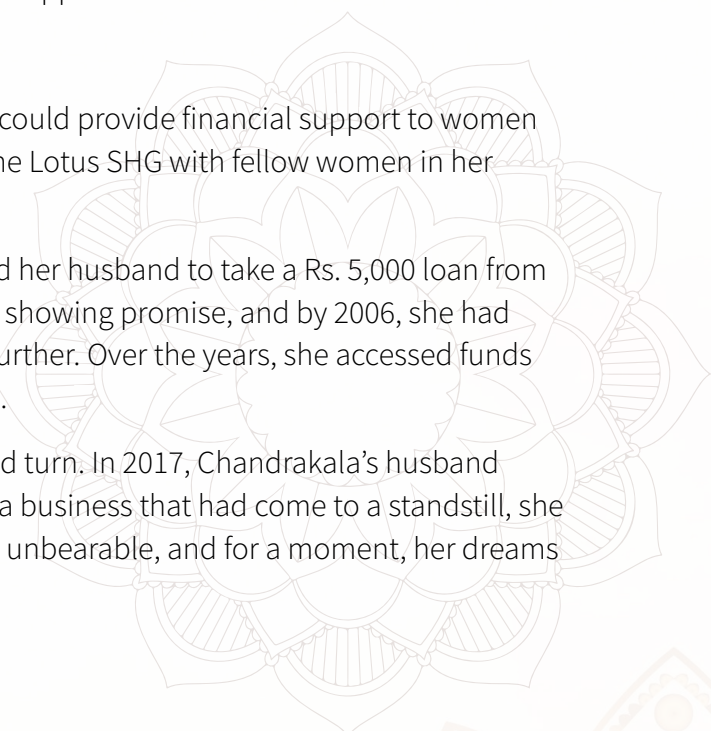 could provide financial support to women
Lotus SHG with fellow women in her
her husband to take a Rs. 5,000 loan from
showing promise, and by 2006, she had
Over the years, she accessed funds
.
turn. In 2017, Chandrakala’s husband
a business that had come to a standstill, she
unbearable, and for a moment, her dreams